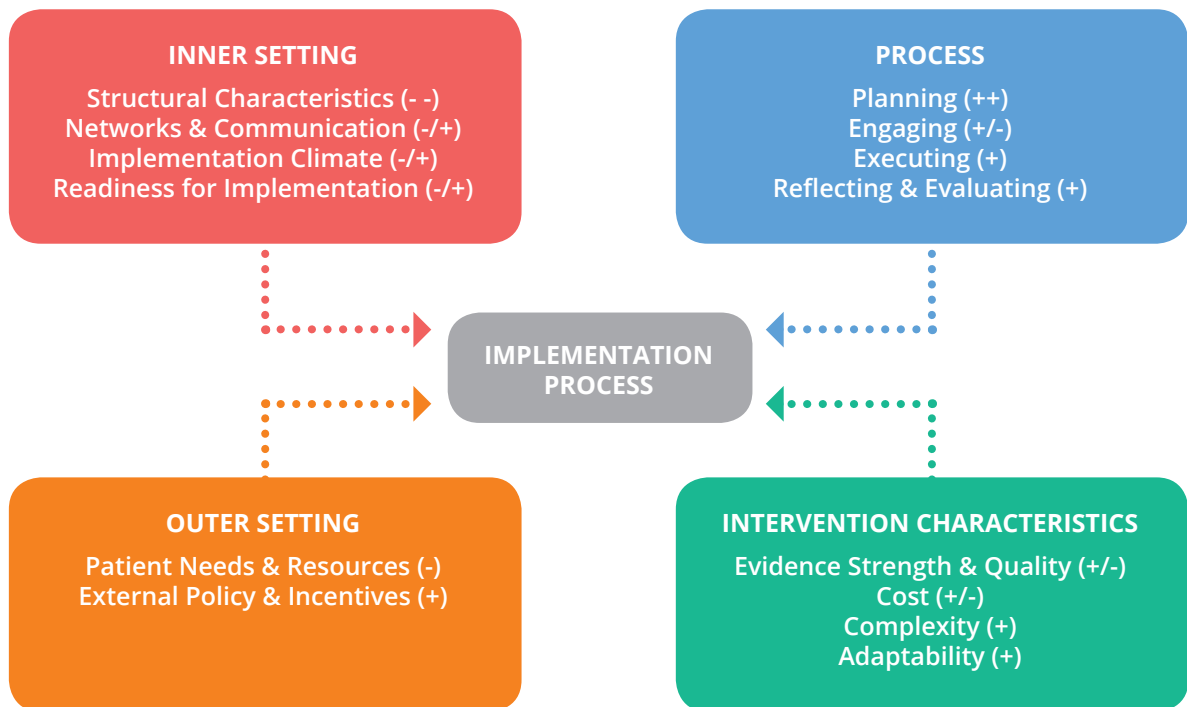 INNER SETTING
Structural Characteristics (- -)
Networks & Communication (-/+)
Implementation Climate (-/+)
Readiness for Implementation (-/+)
PROCESS
Planning (++)
Engaging (+/-)
Executing (+)
Reflecting & Evaluating (+)
IMPLEMENTATION
PROCESS
OUTER SETTING
Patient Needs & Resources (-)
External Policy & Incentives (+)
INTERVENTION CHARACTERISTICS
Evidence Strength & Quality (+/-)
Cost (+/-)
Complexity (+)
Adaptability (+)